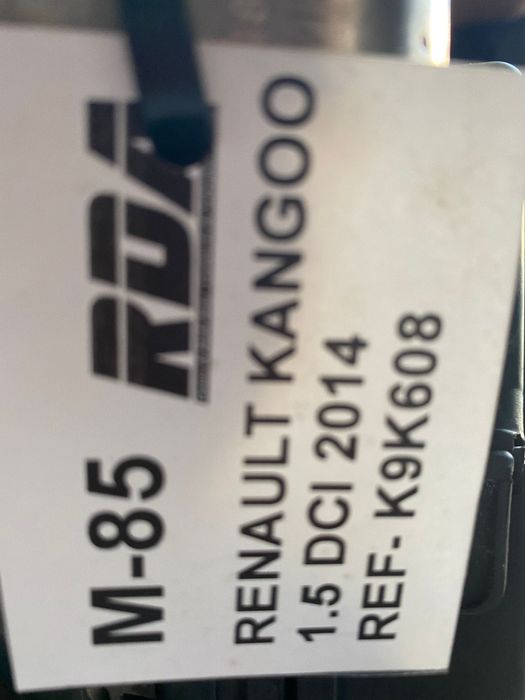 M-85 RDA
RENAULT KANGOO
1.5 DCI 2014
REF- K9K608